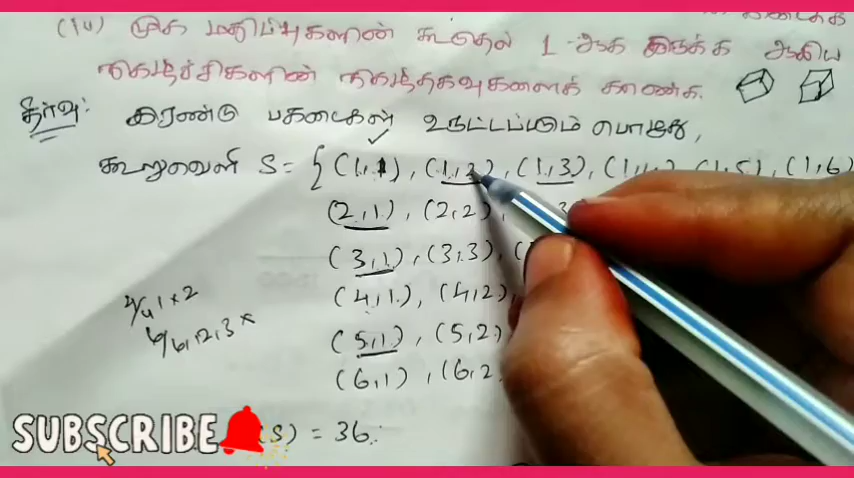 (iv) முக மதிப்புகளின் கூடுதல் 1 ஆக இருக்க ஆகிய
நிகழ்ச்சிகளின் நிகழ்தகவுகளைக் காண்க.
தீர்வு: இரண்டு பகடைகள் உருட்டப்படும் பொழுது,
கூறுவெளி S = { (1,1), (1,2), (1,3), (1,4), (1,5), (1,6)
(2,1), (2,2),
(3,1), (3,3),
(4,1), (4,2)
(5,1), (5,2)
(6,1), (6,2
(S) = 36.
SUBSCRIBE